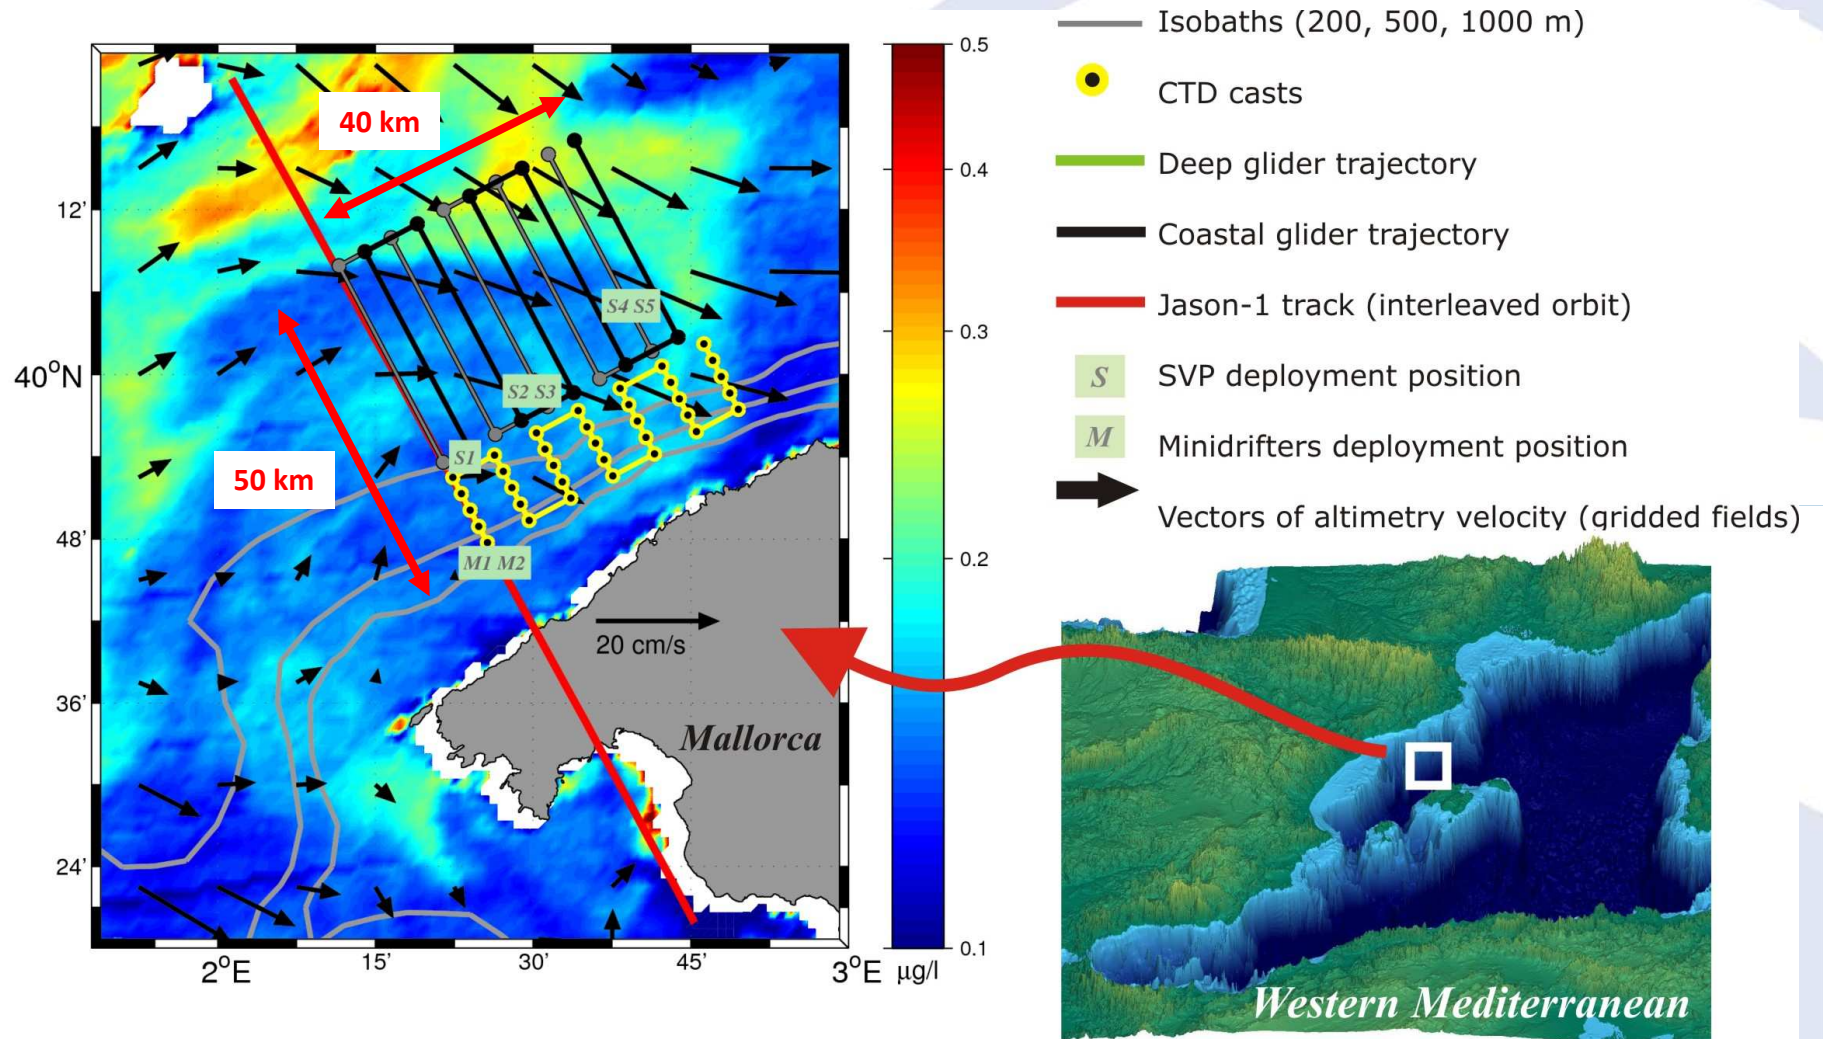 40 km
50 km
12’
40°N
48’
36’
24’
2°E
15’
30’
45’
3°E
S4 S5
S2 S3
S1
M1 M2
20 cm/s
Mallorca
0.5
0.4
0.3
0.2
0.1
µg/l
Isobaths (200, 500, 1000 m)
CTD casts
Deep glider trajectory
Coastal glider trajectory
Jason-1 track (interleaved orbit)
S SVP deployment position
M Minidrifters deployment position
Vectors of altimetry velocity (gridded fields)
Western Mediterranean